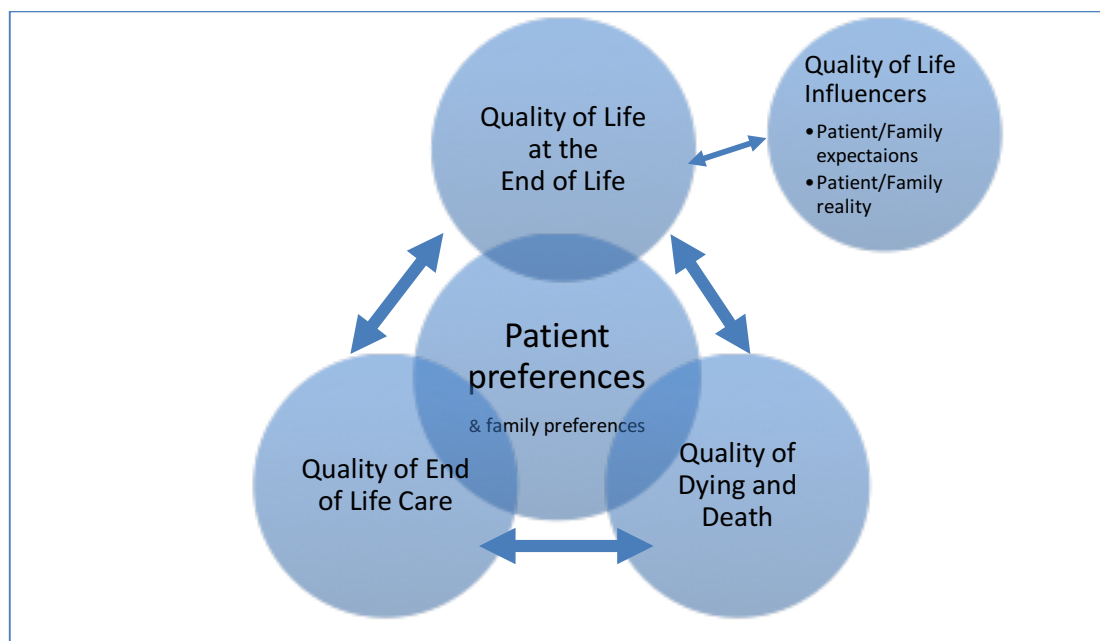 Quality of Life
at the
End of Life
Quality of Life
Influencers
•Patient/Family
expectaions
•Patient/Family
reality
Patient
preferences
& family preferences
Quality of End
of Life Care
Quality of
Dying and
Death